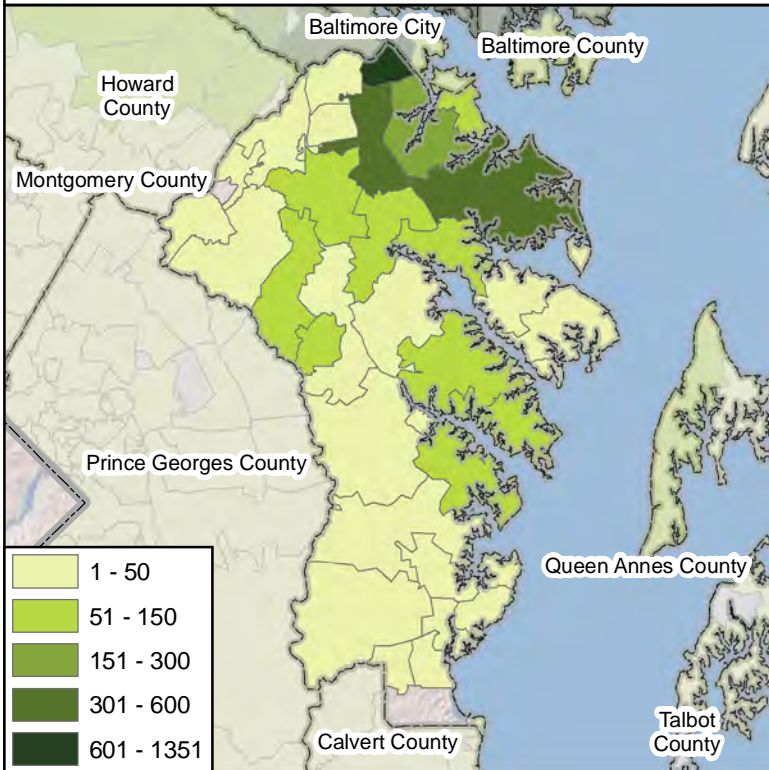 Baltimore City
Baltimore County
Howard
County
Montgomery County
Prince Georges County
Queen Annes County
Talbot
County
Calvert County
1 - 50
51 - 150
151 - 300
301 - 600
601 - 1351